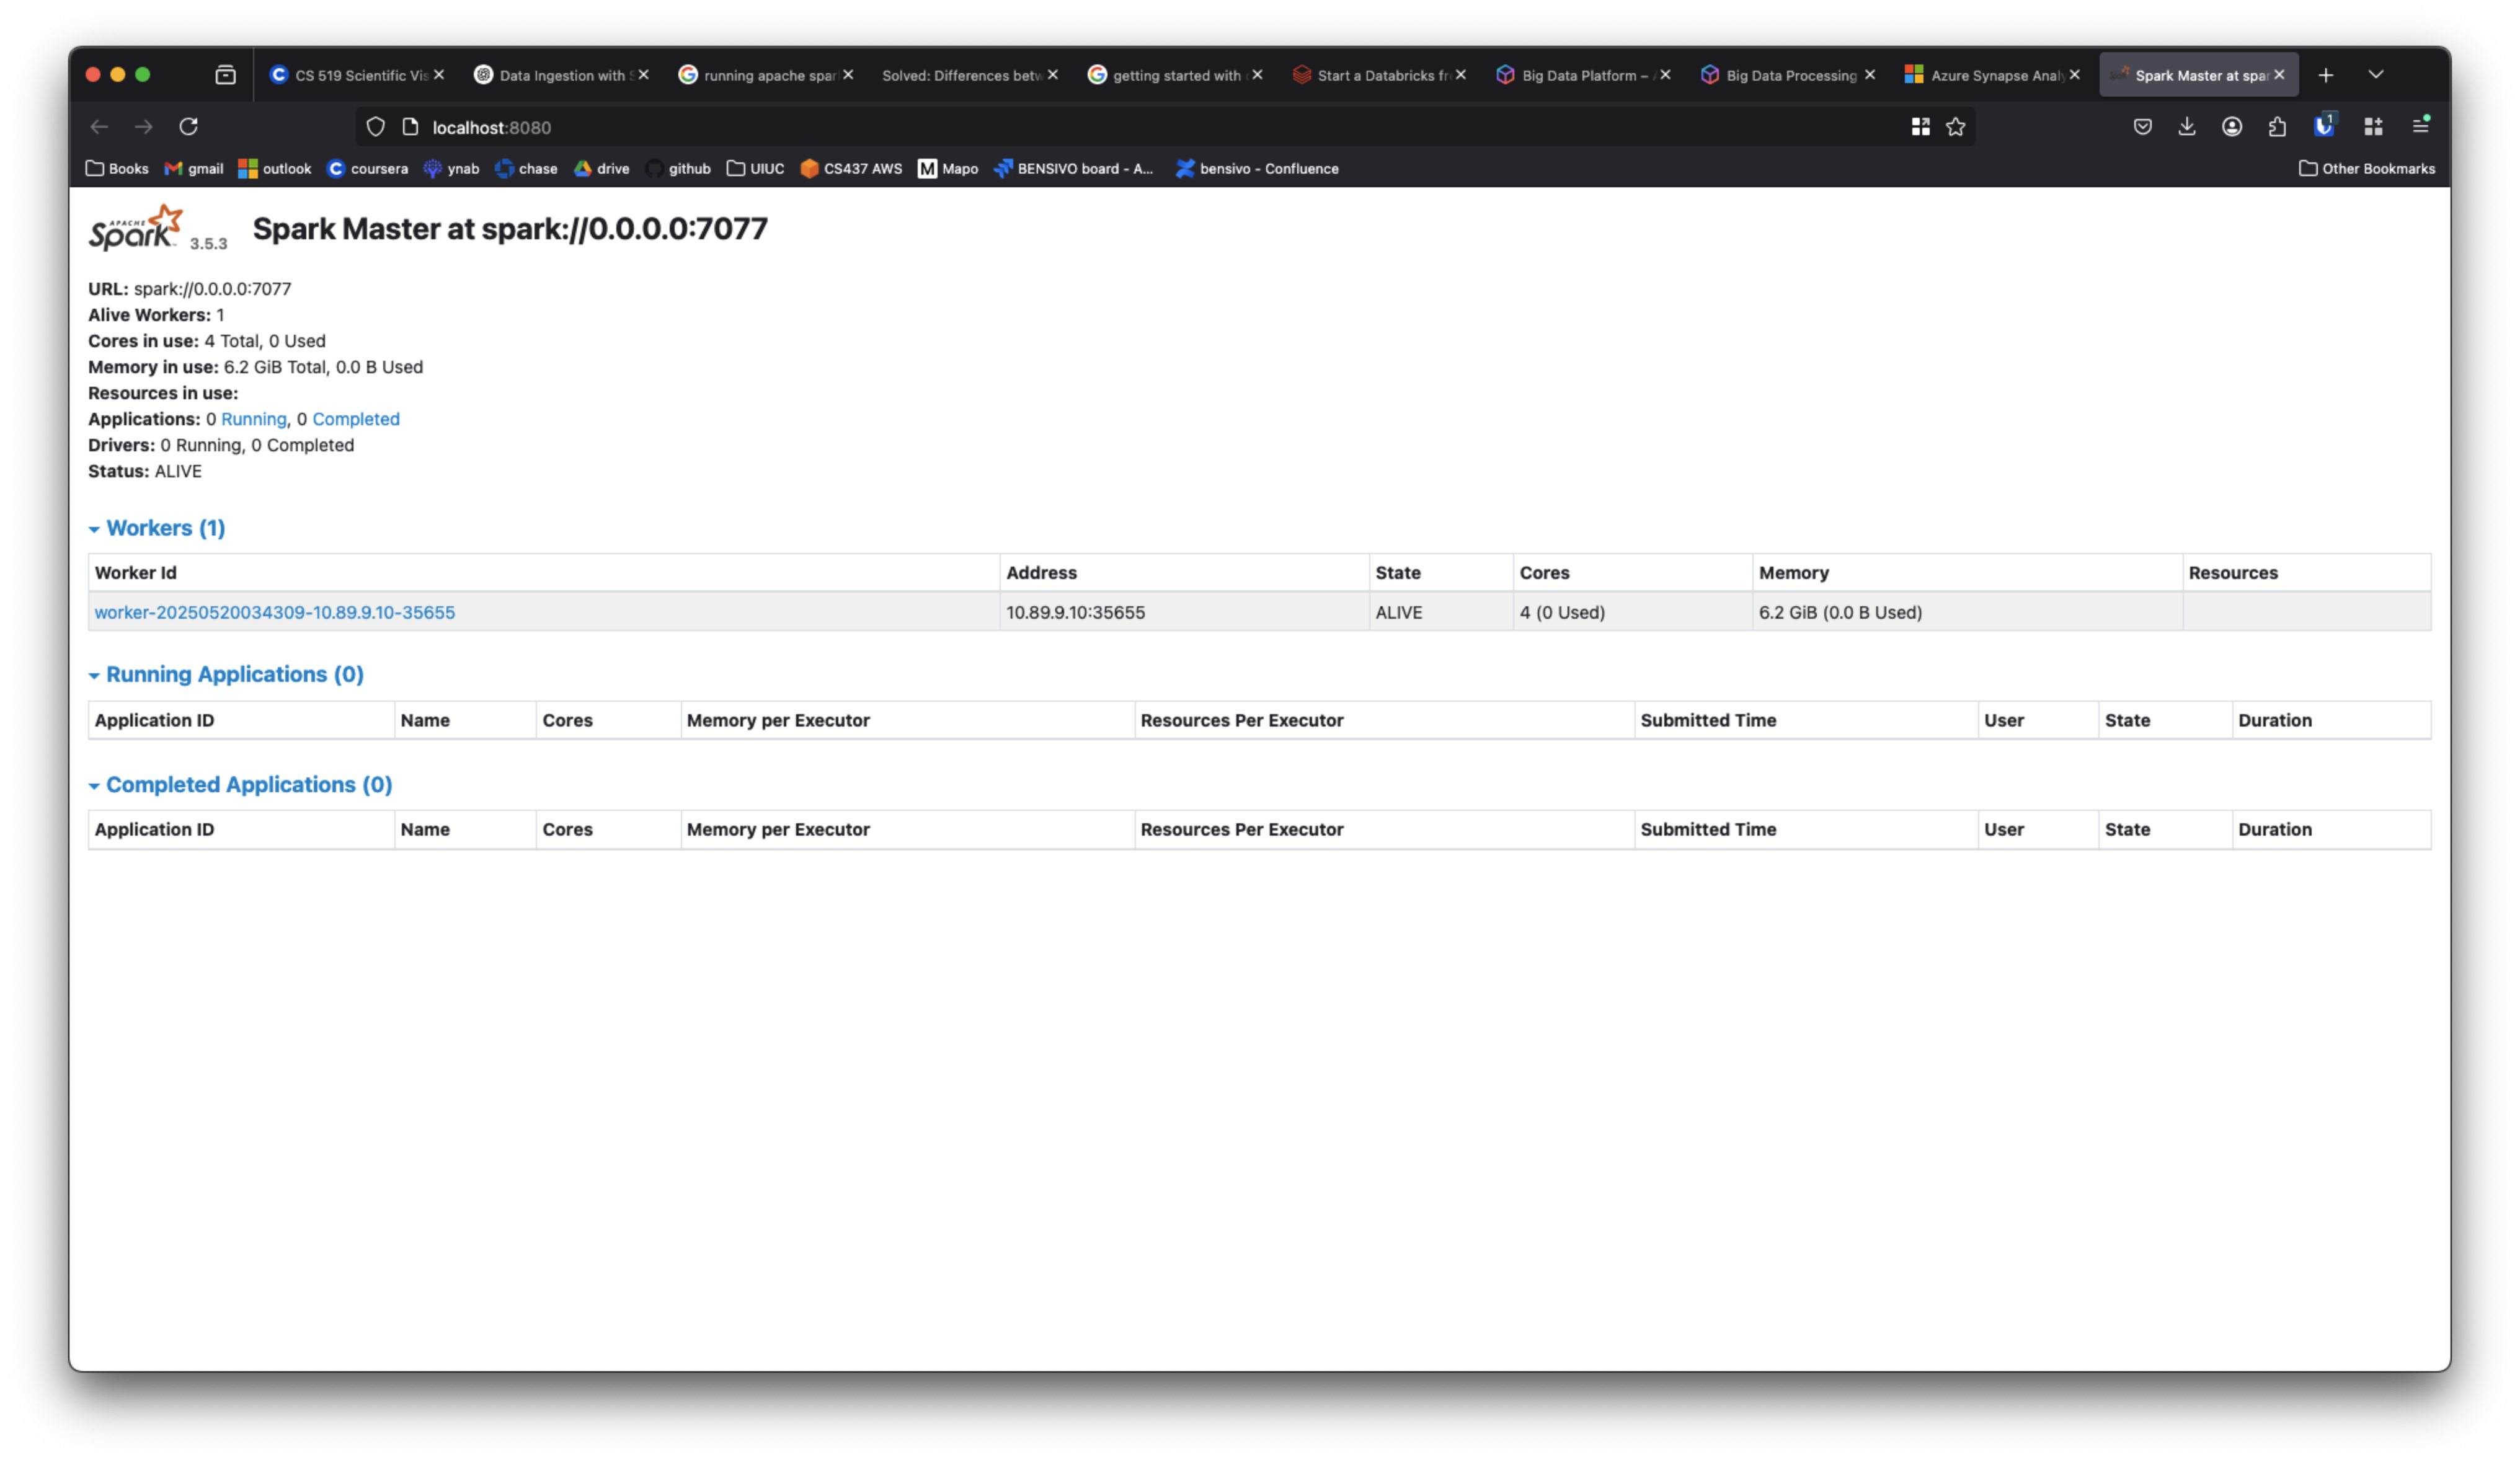 CS 519 Scientific Vis
Data Ingestion with S
running apache spar
Solved: Differences betw
getting started with
Start a Databricks fr
Big Data Platform –
Big Data Processing
Azure Synapse Analy
Spark Master at spar
localhost:8080
1
Books
gmail
outlook
coursera
ynab
chase
drive
github
UIUC
CS437 AWS
M Mapo
BENSIVO board - A...
bensivo - Confluence
Other Bookmarks
APACHE
Spark 3.5.3 Spark Master at spark://0.0.0.0:7077
URL: spark://0.0.0.0:7077
Alive Workers: 1
Cores in use: 4 Total, 0 Used
Memory in use: 6.2 GiB Total, 0.0 B Used
Resources in use:
Applications: 0 Running, 0 Completed
Drivers: 0 Running, 0 Completed
Status: ALIVE
Workers (1)
Worker Id Address State Cores Memory Resources
worker-20250520034309-10.89.9.10-35655 10.89.9.10:35655 ALIVE 4 (0 Used) 6.2 GiB (0.0 B Used)
Running Applications (0)
Application ID Name Cores Memory per Executor Resources Per Executor Submitted Time User State Duration
Completed Applications (0)
Application ID Name Cores Memory per Executor Resources Per Executor Submitted Time User State Duration